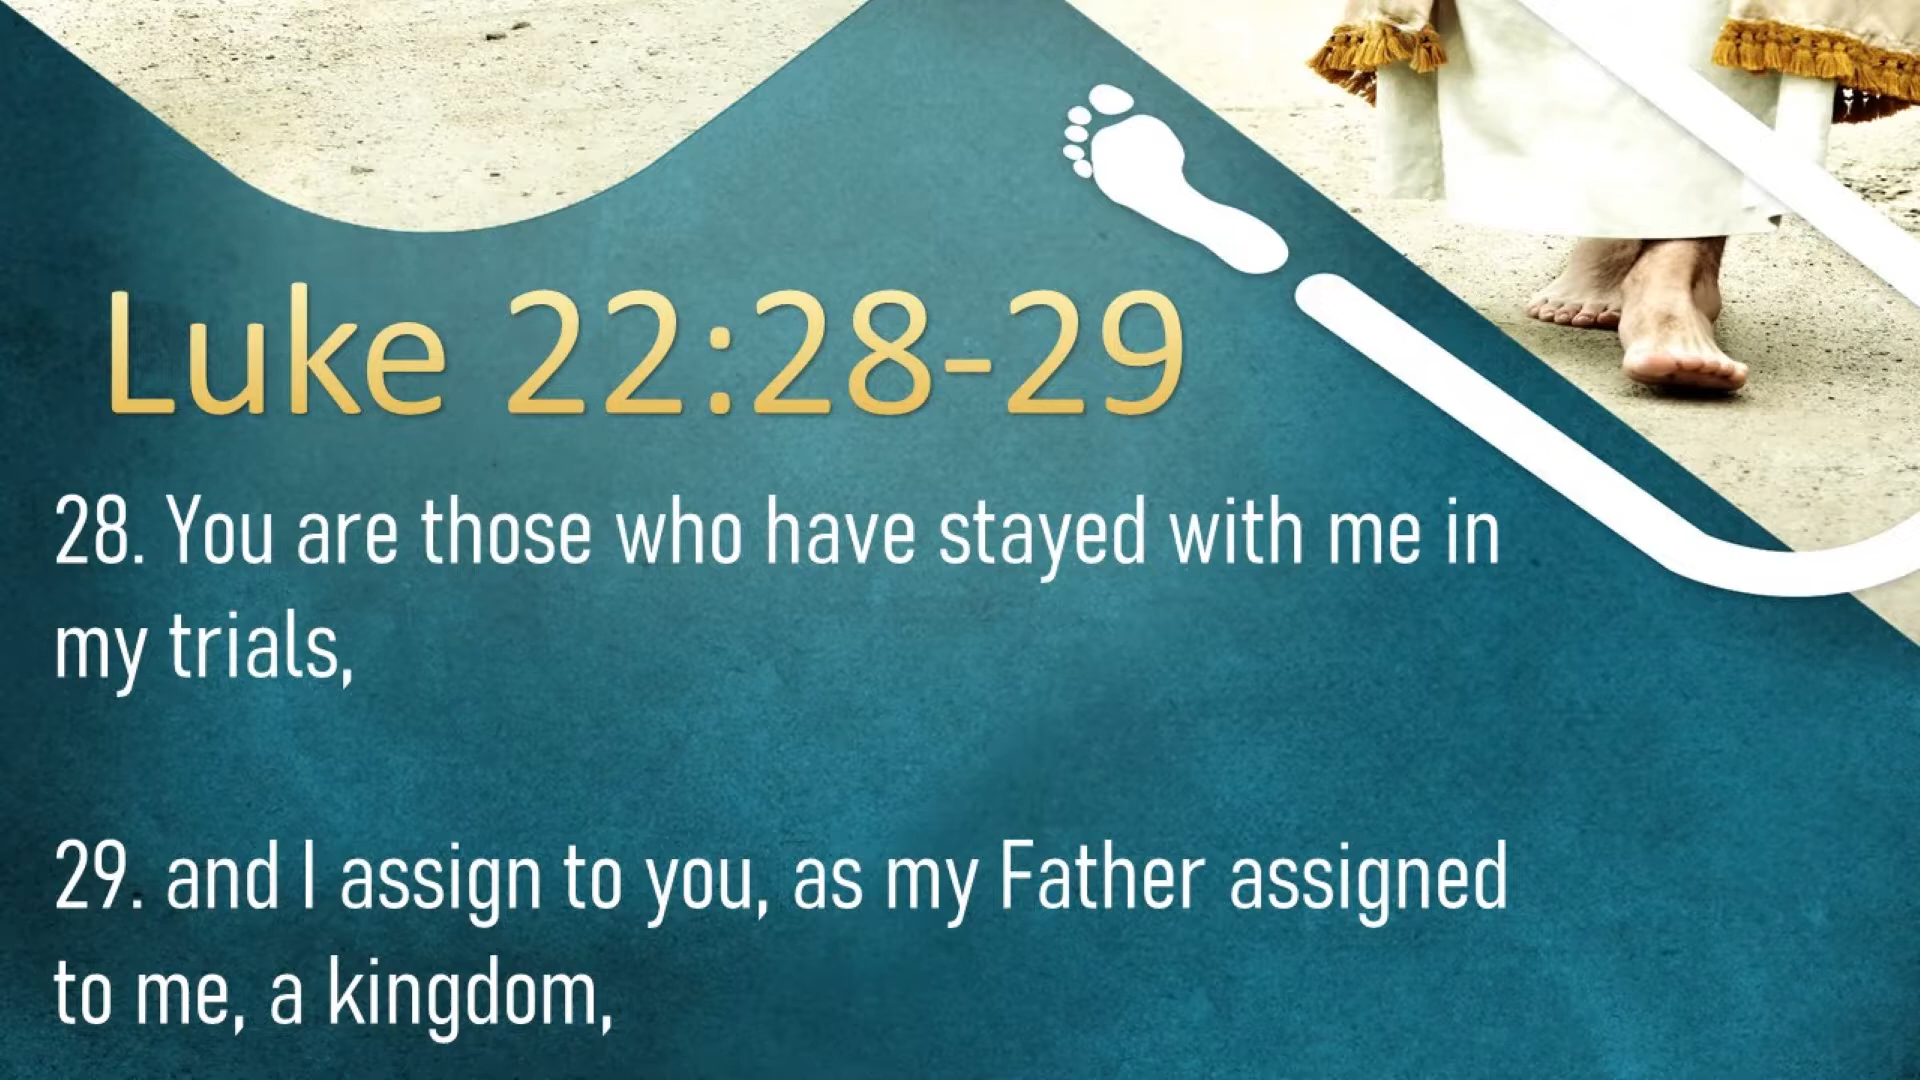 Luke 22:28-29
28. You are those who have stayed with me in
my trials,
29. and I assign to you, as my Father assigned
to me, a kingdom,